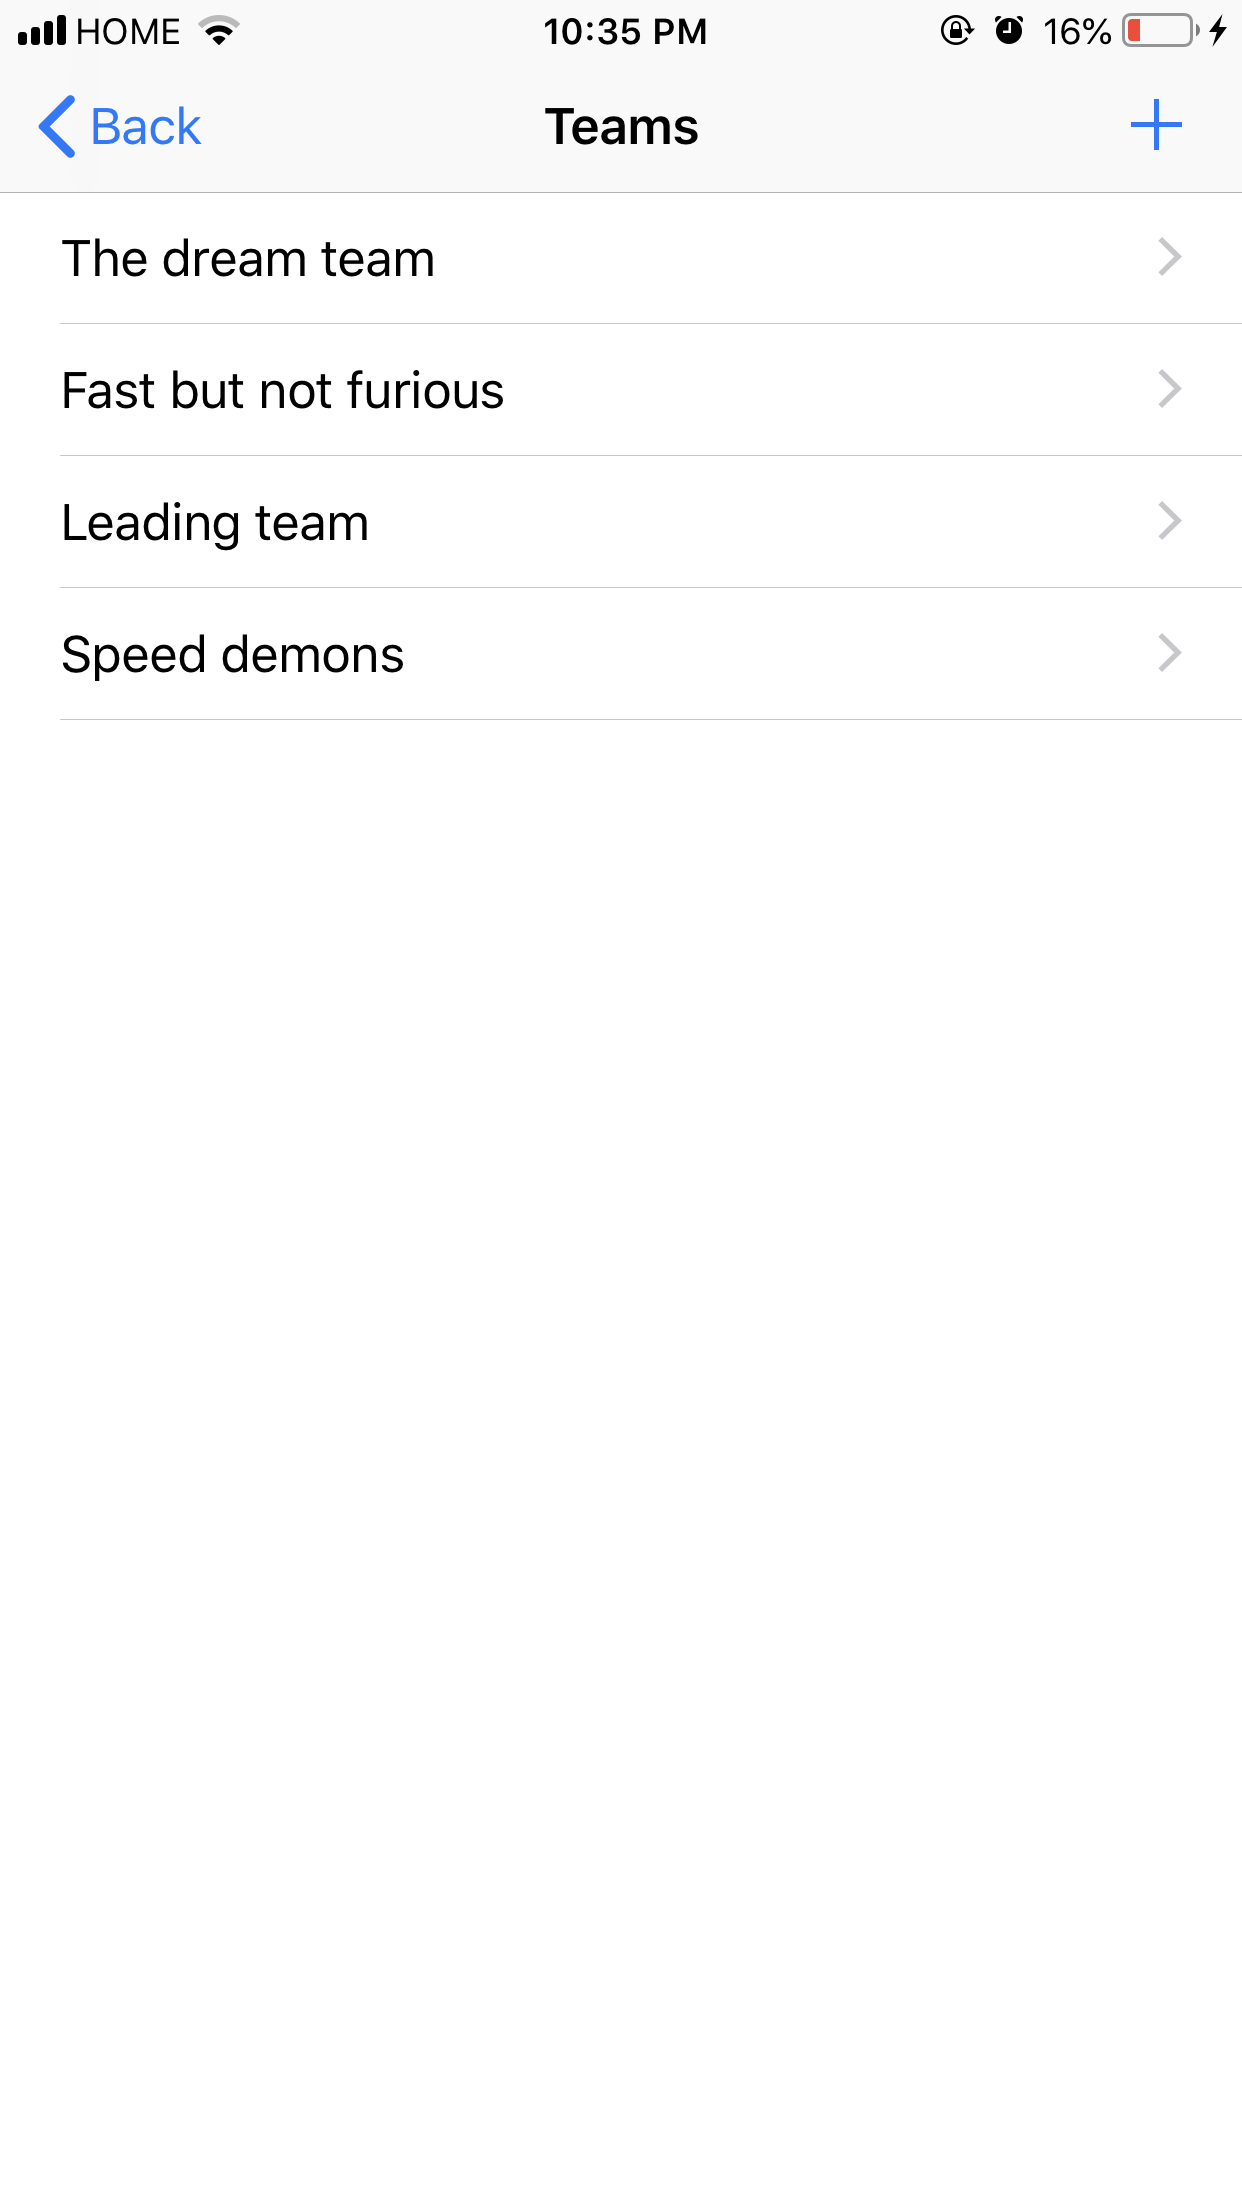 HOME 10:35 PM 16%
Back Teams +
The dream team
Fast but not furious
Leading team
Speed demons